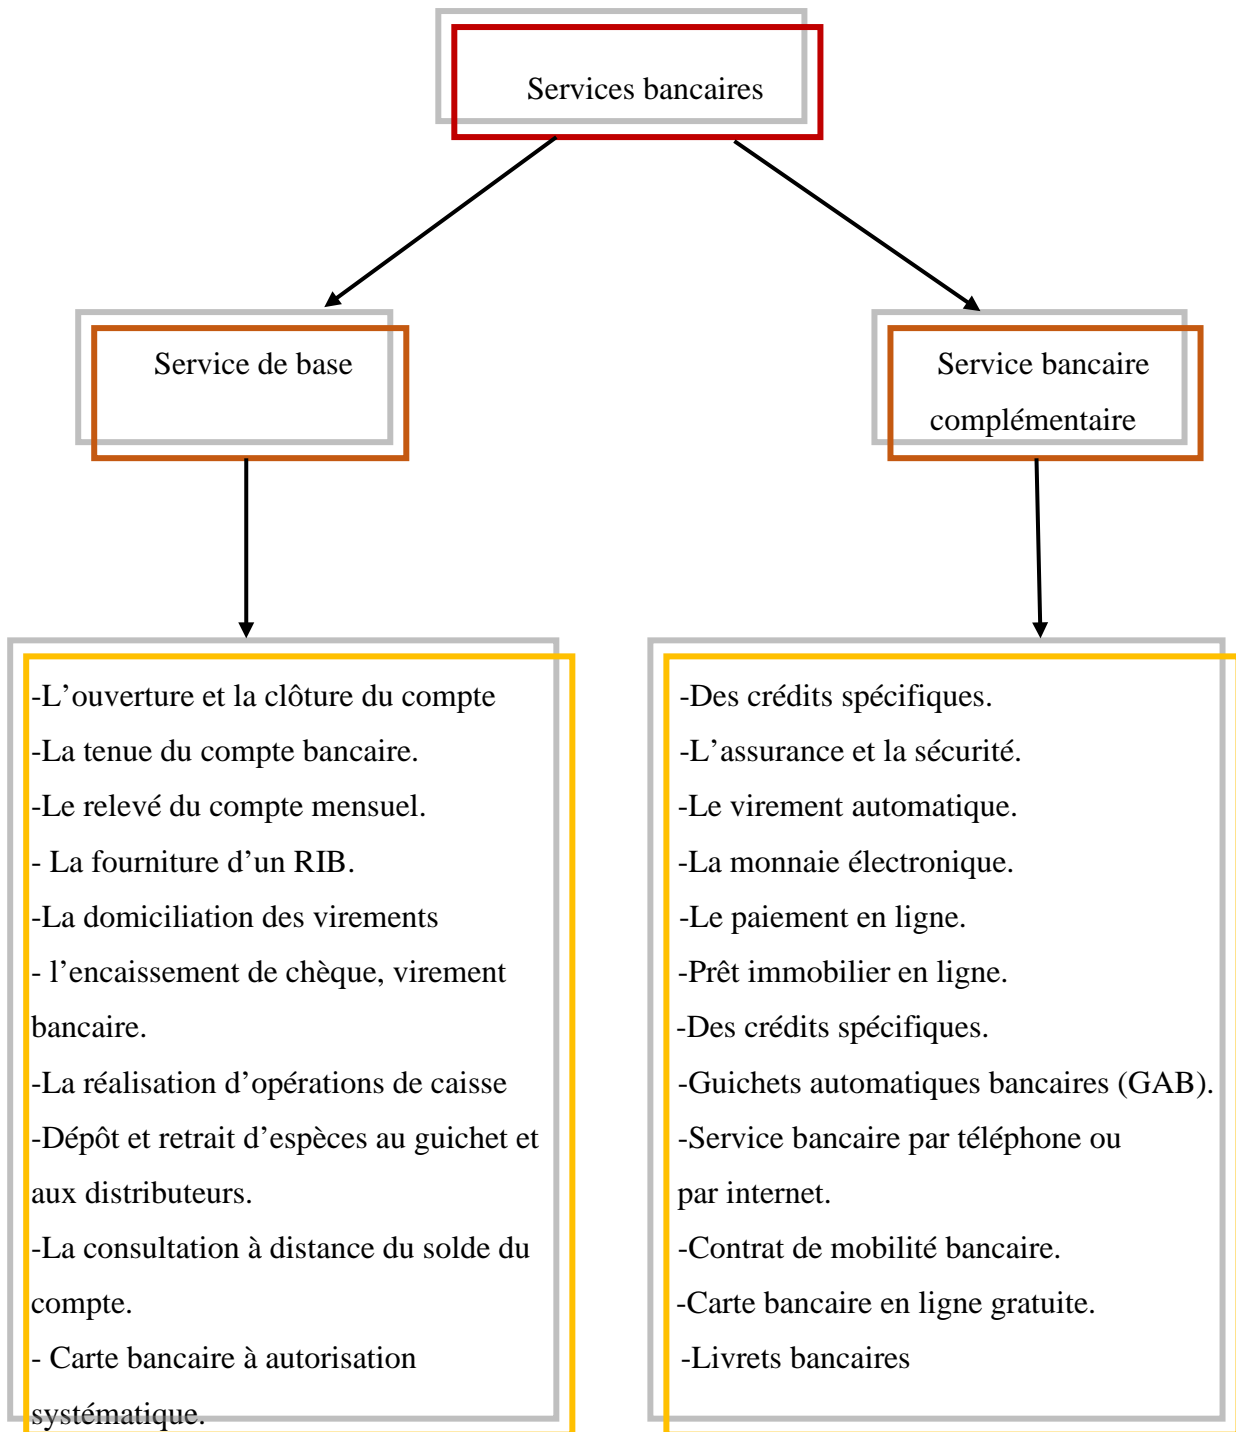 Services bancaires
Service de base
Service bancaire
complémentaire
-L’ouverture et la clôture du compte
-La tenue du compte bancaire.
-Le relevé du compte mensuel.
- La fourniture d’un RIB.
-La domiciliation des virements
- l’encaissement de chèque, virement
bancaire.
-La réalisation d’opérations de caisse
-Dépôt et retrait d’espèces au guichet et
aux distributeurs.
-La consultation à distance du solde du
compte.
- Carte bancaire à autorisation
systématique.
-Des crédits spécifiques.
-L’assurance et la sécurité.
-Le virement automatique.
-La monnaie électronique.
-Le paiement en ligne.
-Prêt immobilier en ligne.
-Des crédits spécifiques.
-Guichets automatiques bancaires (GAB).
-Service bancaire par téléphone ou
par internet.
-Contrat de mobilité bancaire.
-Carte bancaire en ligne gratuite.
-Livrets bancaires